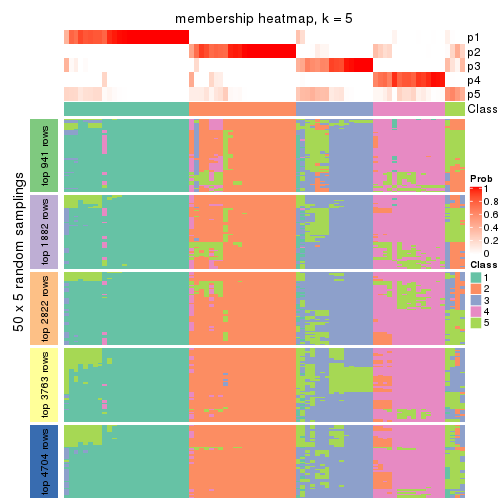 membership heatmap, k = 5
p1
p2
p3
p4
p5
Class
50 x 5 random samplings
top 941 rows
top 1882 rows
top 2822 rows
top 3763 rows
top 4704 rows
Prob
1
0.8
0.6
0.4
0.2
0
Class
1
2
3
4
5